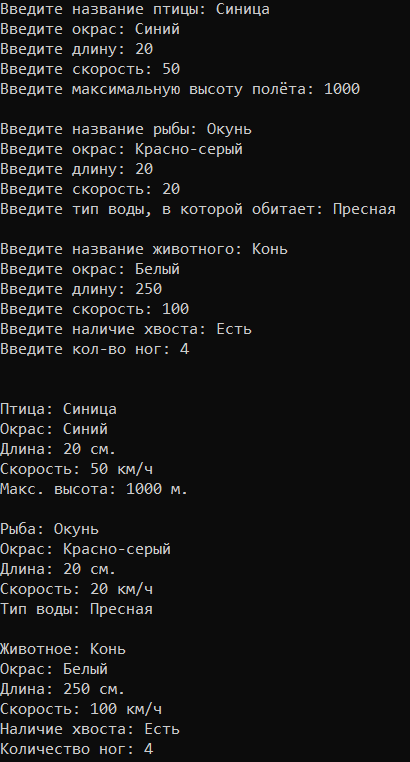 Введите название птицы: Синица
Введите окрас: Синий
Введите длину: 20
Введите скорость: 50
Введите максимальную высоту полёта: 1000
Введите название рыбы: Окунь
Введите окрас: Красно-серый
Введите длину: 20
Введите скорость: 20
Введите тип воды, в которой обитает: Пресная
Введите название животного: Конь
Введите окрас: Белый
Введите длину: 250
Введите скорость: 100
Введите наличие хвоста: Есть
Введите кол-во ног: 4
Птица: Синица
Окрас: Синий
Длина: 20 см.
Скорость: 50 км/ч
Макс. высота: 1000 м.
Рыба: Окунь
Окрас: Красно-серый
Длина: 20 см.
Скорость: 20 км/ч
Тип воды: Пресная
Животное: Конь
Окрас: Белый
Длина: 250 см.
Скорость: 100 км/ч
Наличие хвоста: Есть
Количество ног: 4